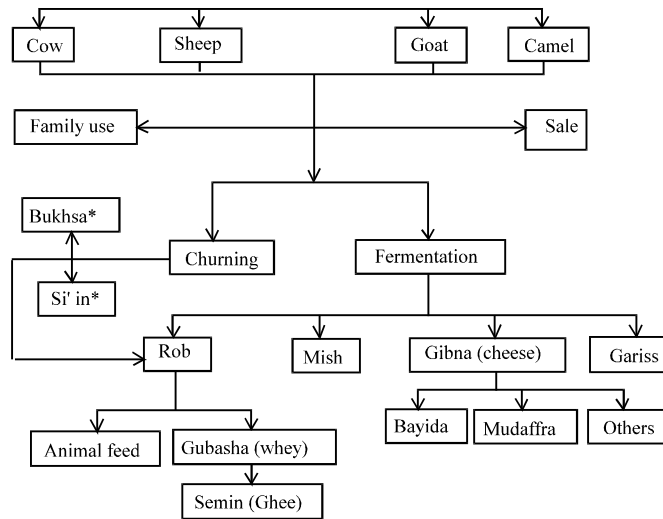 Cow
Sheep
Goat
Camel
Family use
Sale
Bukhsa*
Churning
Fermentation
Si' in*
Rob
Mish
Gibna (cheese)
Gariss
Bayida
Mudaffra
Others
Animal feed
Gubasha (whey)
Semin (Ghee)